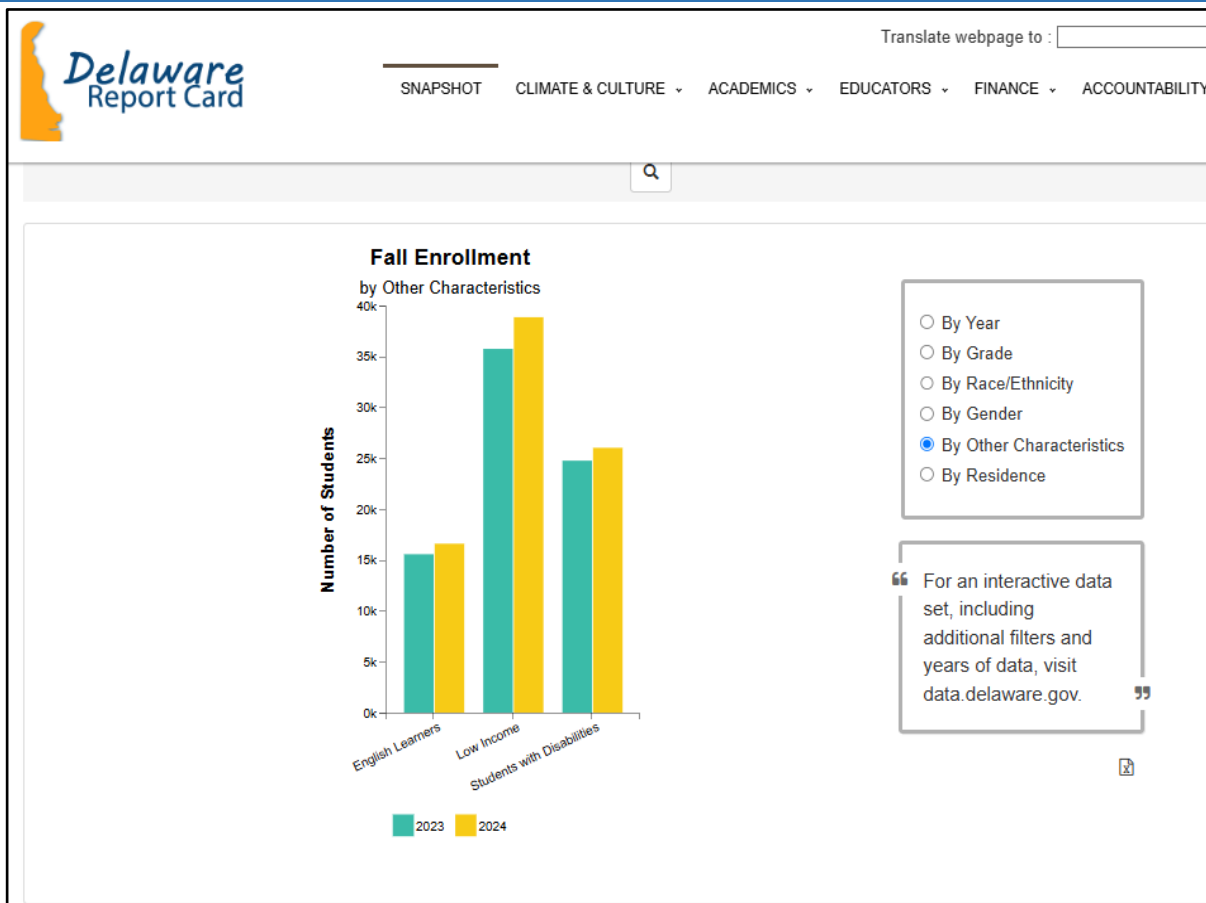 Translate webpage to :
Delaware
Report Card
SNAPSHOT CLIMATE & CULTURE ACADEMICS EDUCATORS FINANCE ACCOUNTABILITY
Fall Enrollment
by Other Characteristics
40k
35k
30k
25k
20k
15k
10k
5k
0k
Number of Students
English Learners
Low Income
Students with Disabilities
2023 2024
By Year
By Grade
By Race/Ethnicity
By Gender
By Other Characteristics
By Residence
“ For an interactive data
set, including
additional filters and
years of data, visit
data.delaware.gov. ”